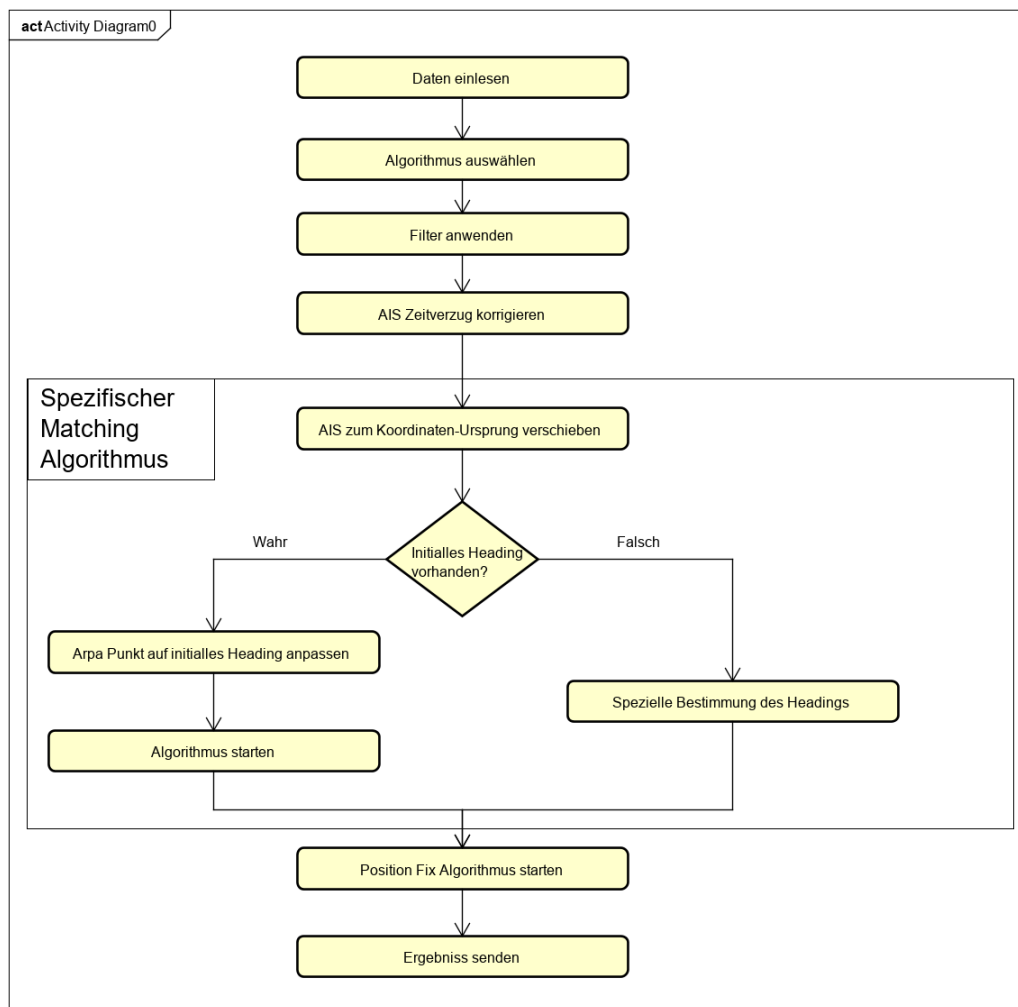 act Activity Diagram0
Daten einlesen
Algorithmus auswählen
Filter anwenden
AIS Zeitverzug korrigieren
Spezifischer
Matching
Algorithmus
AIS zum Koordinaten-Ursprung verschieben
Initialles Heading
vorhanden?
Wahr
Falsch
Arpa Punkt auf initialles Heading anpassen
Spezielle Bestimmung des Headings
Algorithmus starten
Position Fix Algorithmus starten
Ergebniss senden